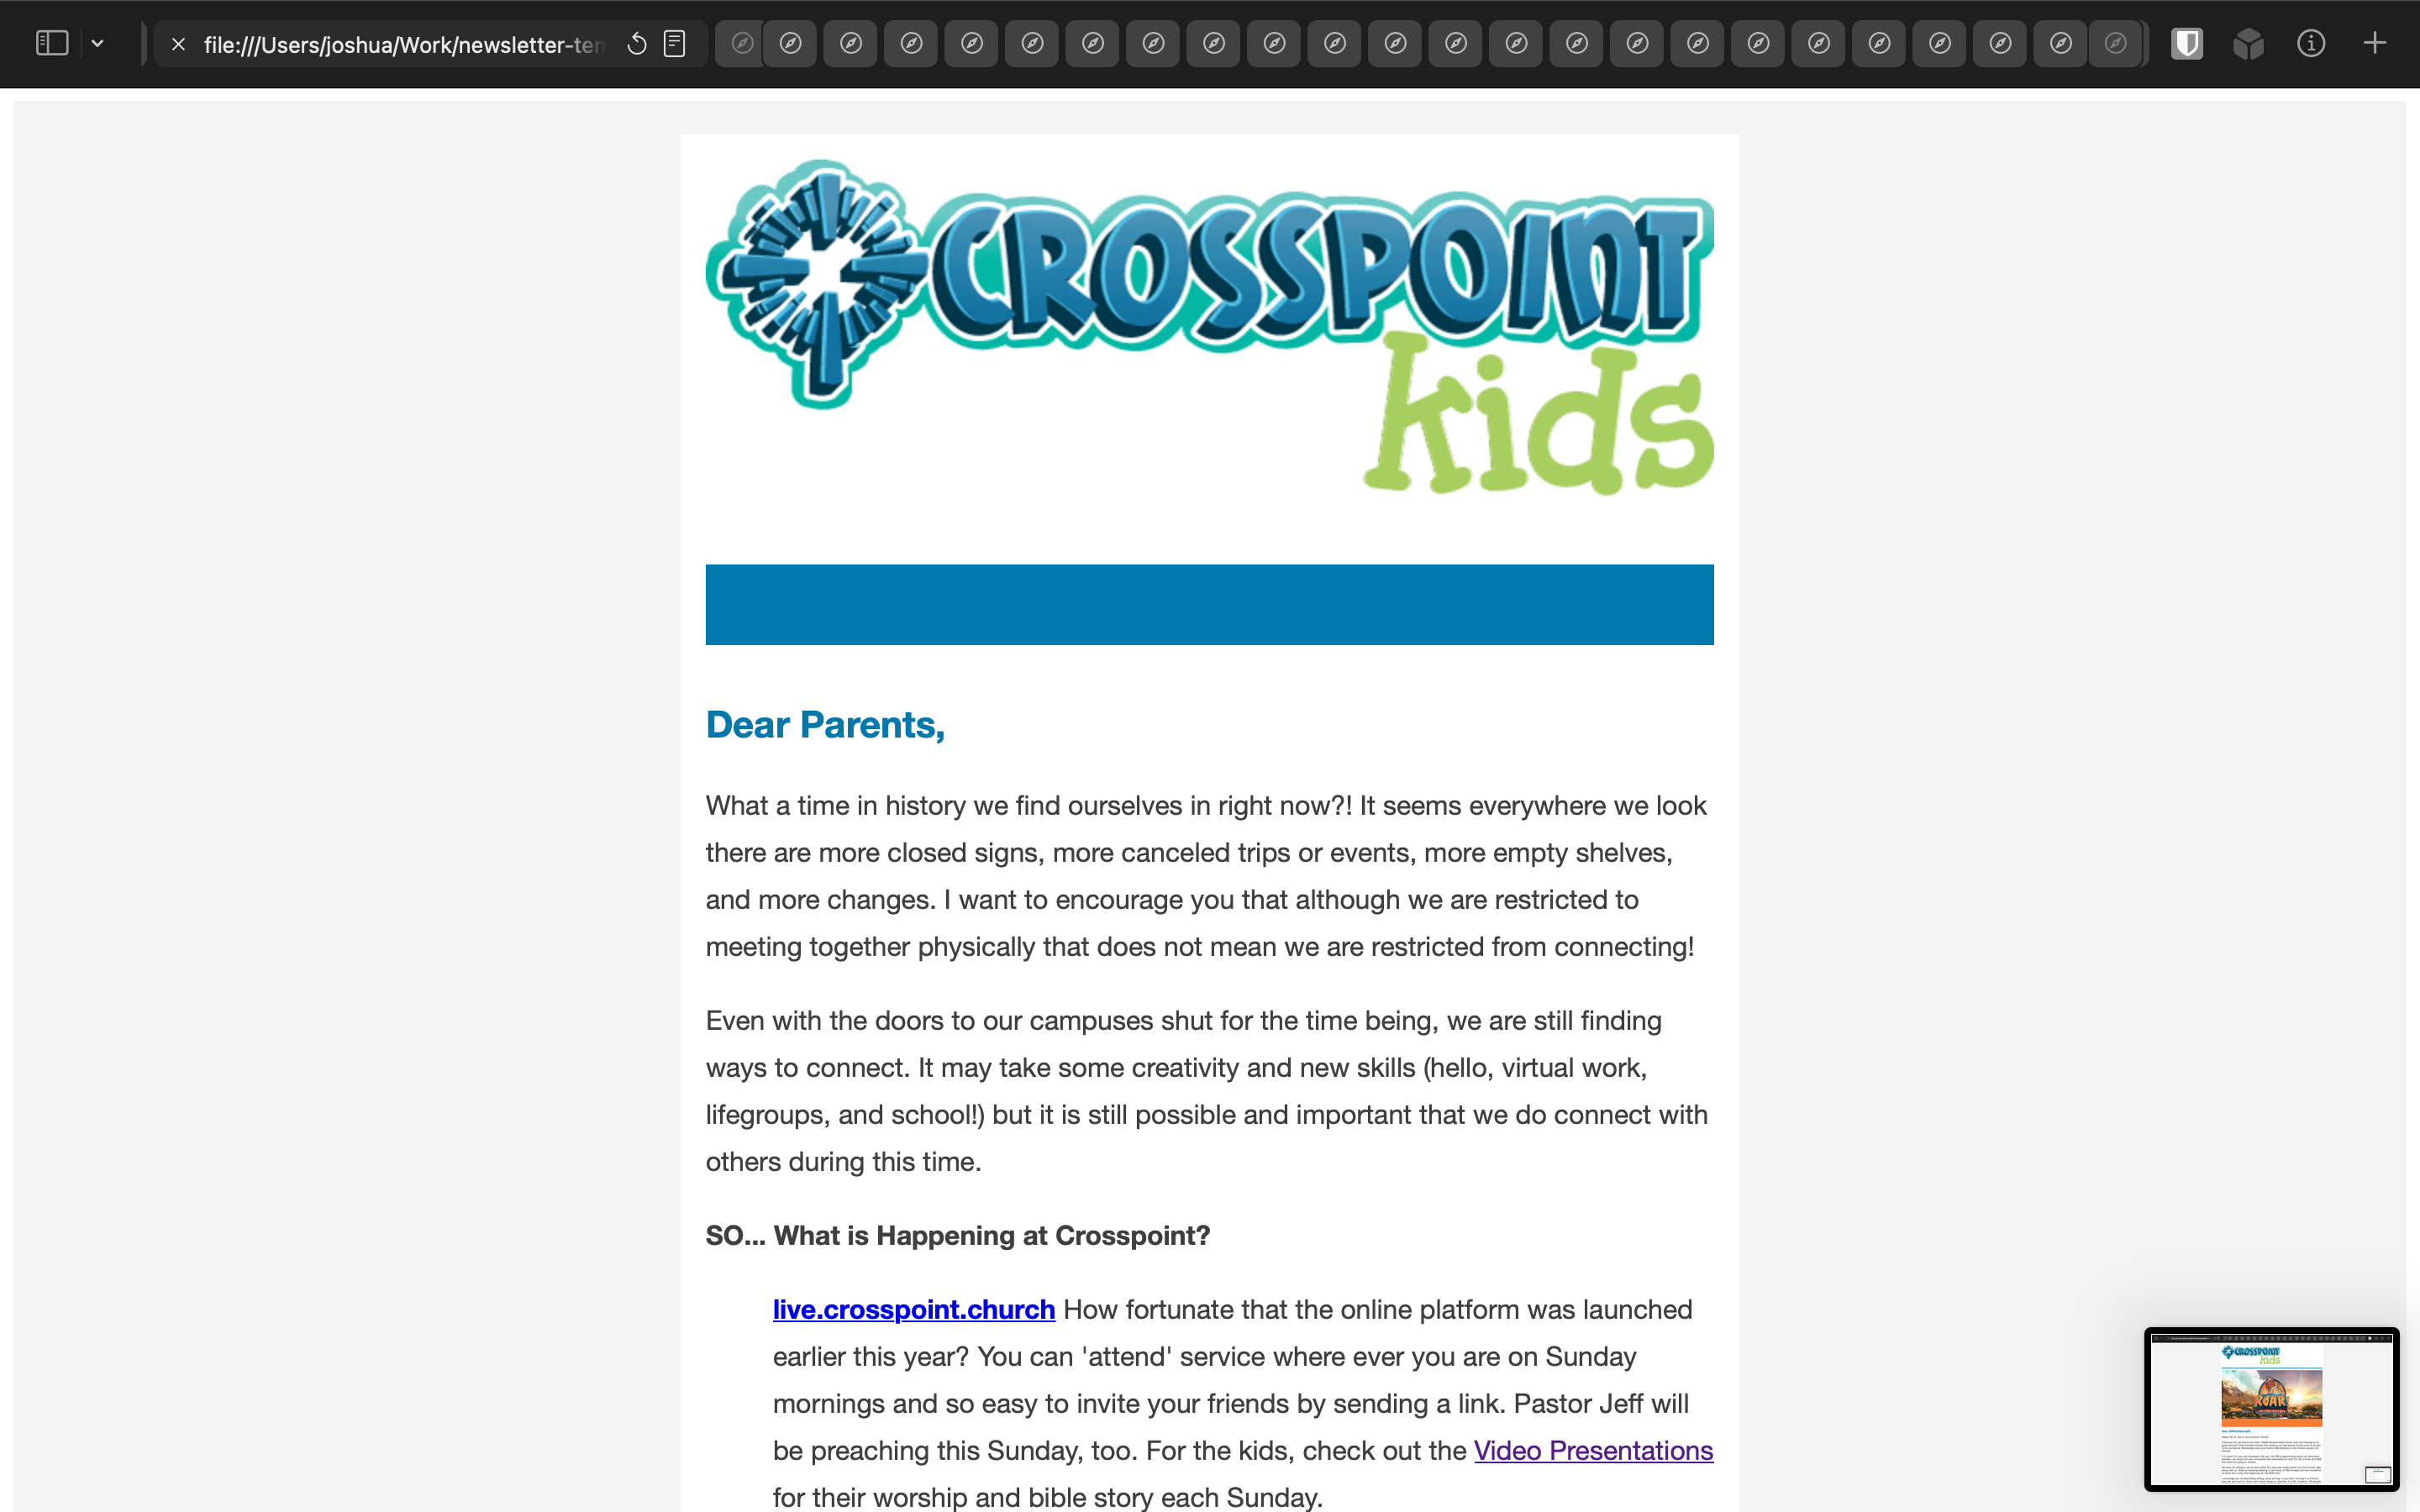 file:///Users/joshua/Work/newsletter-tem
CROSSPOINT
kids
Dear Parents,
What a time in history we find ourselves in right now?! It seems everywhere we look
there are more closed signs, more canceled trips or events, more empty shelves,
and more changes. I want to encourage you that although we are restricted to
meeting together physically that does not mean we are restricted from connecting!
Even with the doors to our campuses shut for the time being, we are still finding
ways to connect. It may take some creativity and new skills (hello, virtual work,
lifegroups, and school!) but it is still possible and important that we do connect with
others during this time.
SO... What is Happening at Crosspoint?
live.crosspoint.church How fortunate that the online platform was launched
earlier this year? You can 'attend' service where ever you are on Sunday
mornings and so easy to invite your friends by sending a link. Pastor Jeff will
be preaching this Sunday, too. For the kids, check out the Video Presentations
for their worship and bible story each Sunday.
CROSSPOINT
kids
ROAR